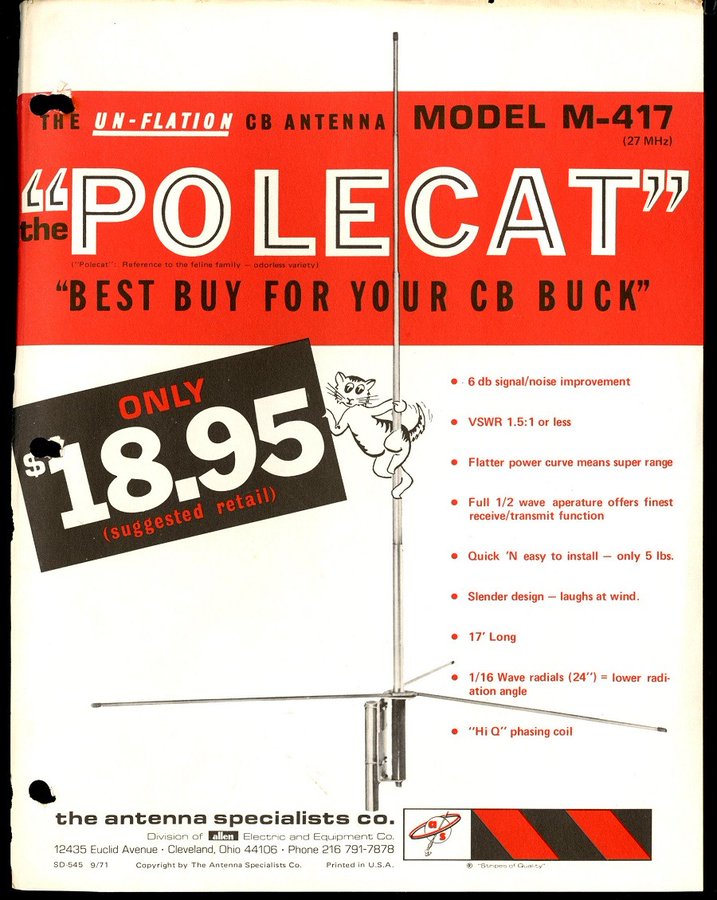 THE UN-FLATION CB ANTENNA MODEL M-417
(27 MHz)
the “POLECAT”
("Polecat": Reference to the feline family — odorless variety)
“BEST BUY FOR YOUR CB BUCK”
ONLY
$18.95
(suggested retail)
• 6 db signal/noise improvement
• VSWR 1.5:1 or less
• Flatter power curve means super range
• Full 1/2 wave aperature offers finest
receive/transmit function
• Quick 'N easy to install — only 5 lbs.
• Slender design — laughs at wind.
• 17' Long
• 1/16 Wave radials (24") = lower radi-
ation angle
• "Hi Q" phasing coil
the antenna specialists co.
Division of allen Electric and Equipment Co.
12435 Euclid Avenue · Cleveland, Ohio 44106 · Phone 216 791-7878
SD-545 9/71 Copyright by The Antenna Specialists Co. Printed in U.S.A.
a s
® "Stripes of Quality"